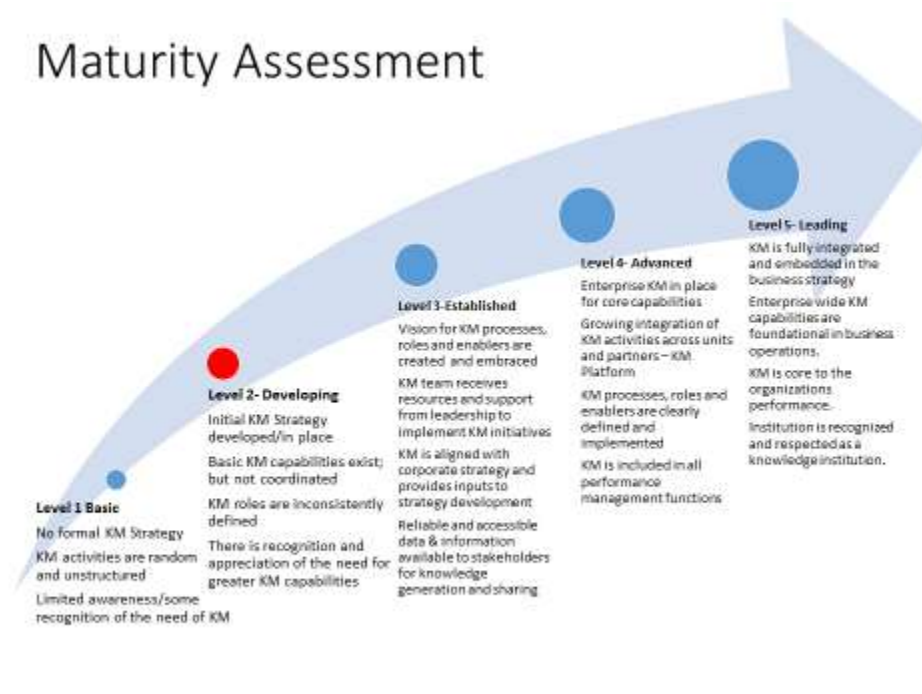 Maturity Assessment
Level 1 Basic
No formal KM Strategy
KM activities are random
and unstructured
Limited awareness/some
recognition of the need of KM
Level 2- Developing
Initial KM Strategy
developed/in place
Basic KM capabilities exist;
but not coordinated
KM roles are inconsistently
defined
There is recognition and
appreciation of the need for
greater KM capabilities
Level 3-Established
Vision for KM processes,
roles and enablers are
created and embraced
KM team receives
resources and support
from leadership to
implement KM initiatives
KM is aligned with
corporate strategy and
provides inputs to
strategy development
Reliable and accessible
data & information
available to stakeholders
for knowledge
generation and sharing
Level 4- Advanced
Enterprise KM in place
for core capabilities
Growing integration of
KM activities across units
and partners – KM
Platform
KM processes, roles and
enablers are clearly
defined and
implemented
KM is included in all
performance
management functions
Level 5- Leading
KM is fully integrated
and embedded in the
business strategy
Enterprise wide KM
capabilities are
foundational in business
operations.
KM is core to the
organizations
performance.
Institution is recognized
and respected as a
knowledge institution.